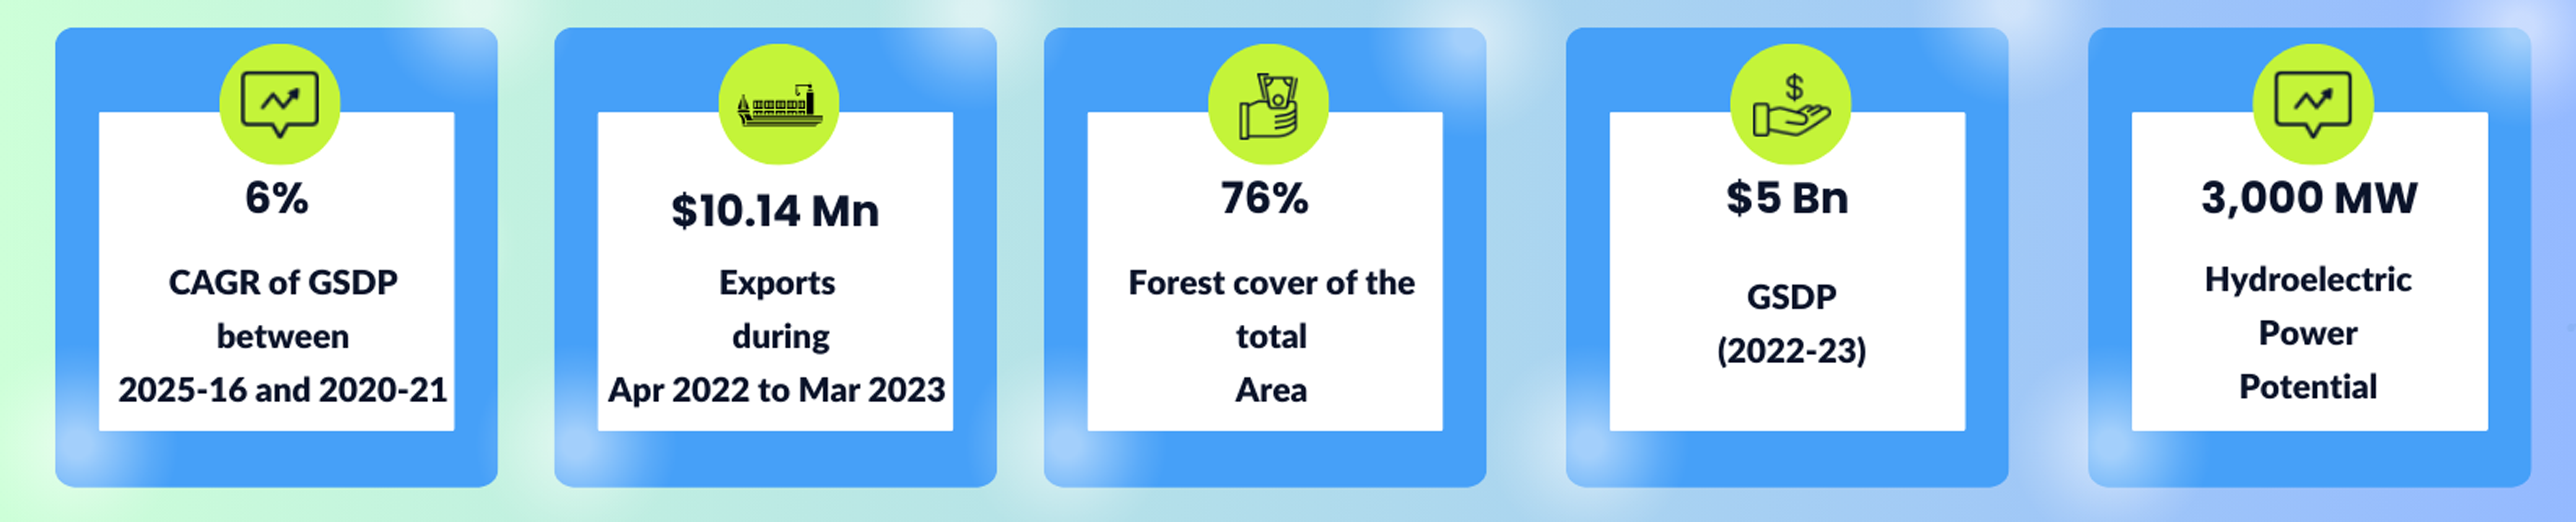 6%
CAGR of GSDP
between
2025-16 and 2020-21
$10.14 Mn
Exports
during
Apr 2022 to Mar 2023
76%
Forest cover of the
total
Area
$
$5 Bn
GSDP
(2022-23)
3,000 MW
Hydroelectric
Power
Potential